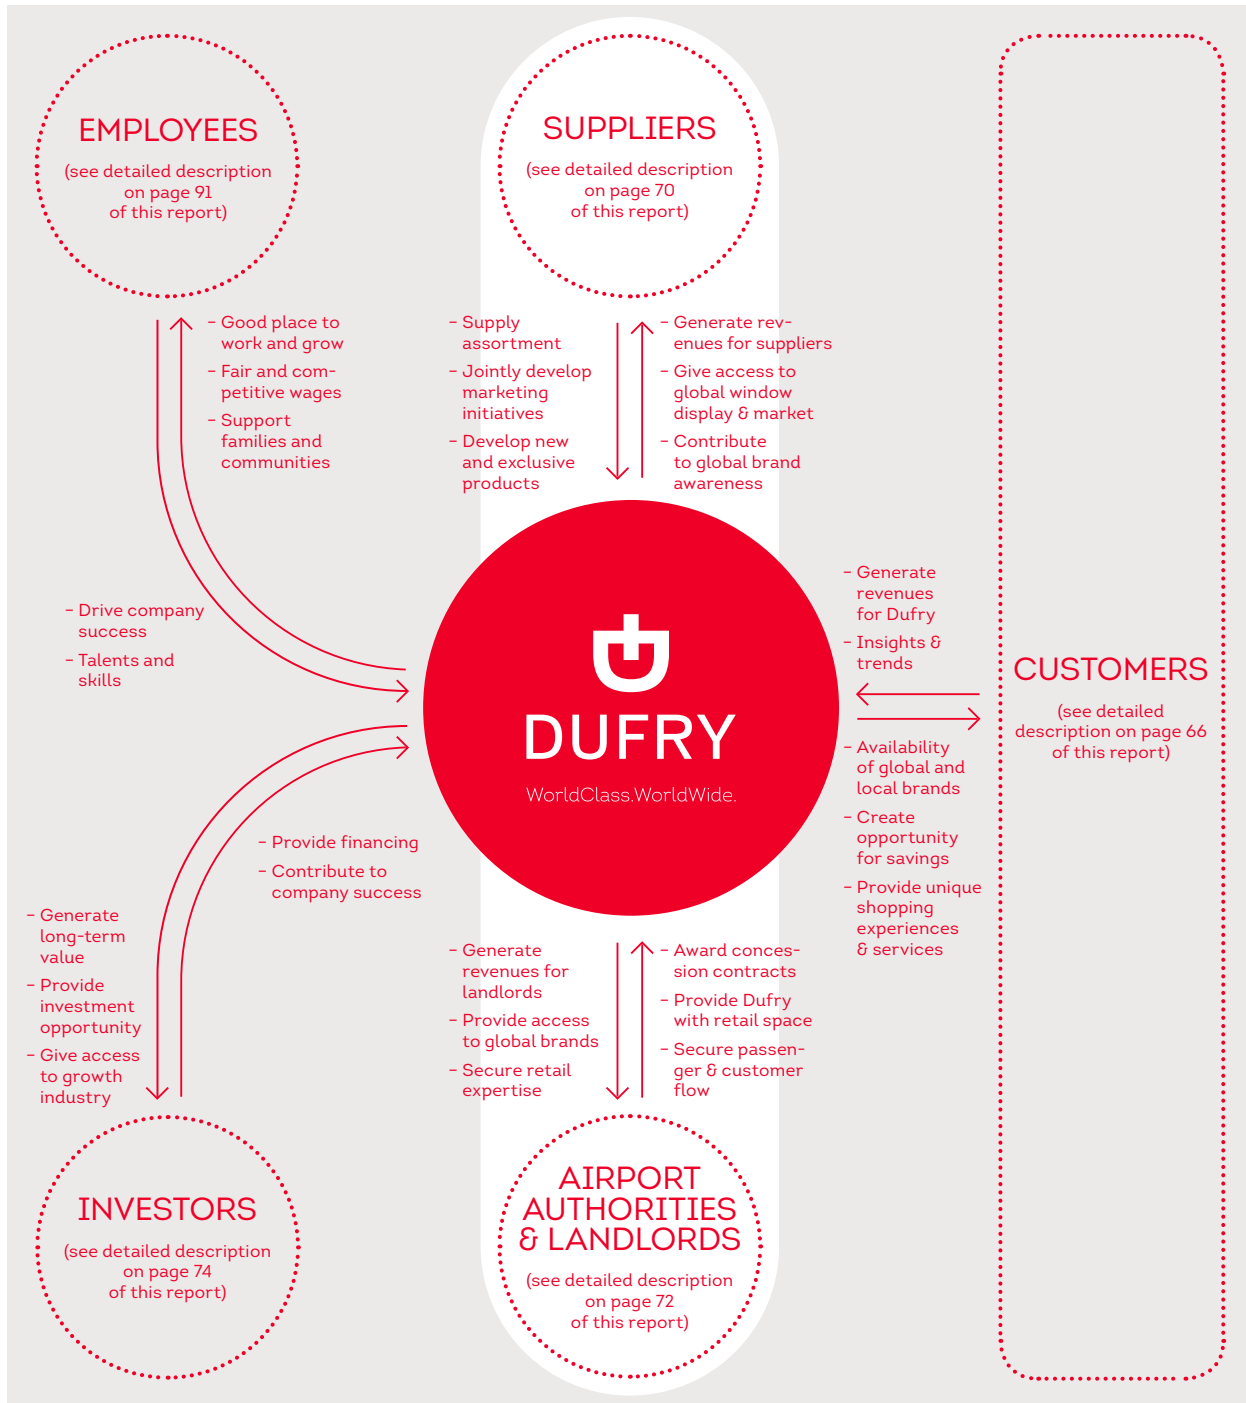 EMPLOYEES
(see detailed description
on page 91
of this report)
SUPPLIERS
(see detailed description
on page 70
of this report)
– Good place to
work and grow
– Fair and com-
petitive wages
– Support
families and
communities
– Supply
assortment
– Jointly develop
marketing
initiatives
– Develop new
and exclusive
products
– Generate rev-
enues for suppliers
– Give access to
global window
display & market
– Contribute
to global brand
awareness
– Drive company
success
– Talents and
skills
DUFRY
WorldClass.WorldWide.
– Generate
revenues
for Dufry
– Insights &
trends
CUSTOMERS
(see detailed
description on page 66
of this report)
– Availability
of global and
local brands
– Create
opportunity
for savings
– Provide unique
shopping
experiences
& services
– Provide financing
– Contribute to
company success
– Generate
long-term
value
– Provide
investment
opportunity
– Give access
to growth
industry
– Generate
revenues for
landlords
– Provide access
to global brands
– Secure retail
expertise
– Award conces-
sion contracts
– Provide Dufry
with retail space
– Secure passen-
ger & customer
flow
INVESTORS
(see detailed description
on page 74
of this report)
AIRPORT
AUTHORITIES
& LANDLORDS
(see detailed description
on page 72
of this report)